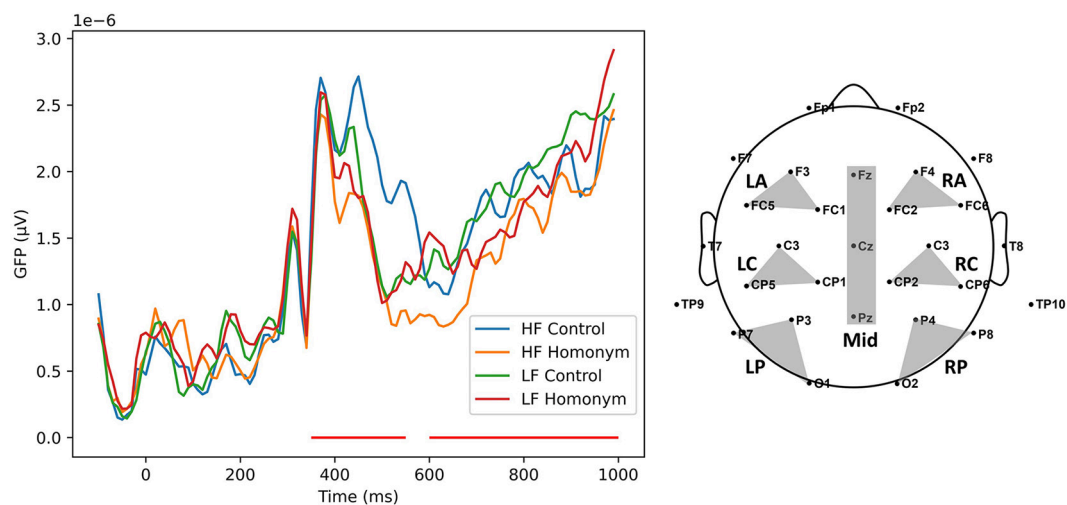 1e−6
3.0
2.5
2.0
1.5
1.0
0.5
0.0
GFP (μV)
0 200 400 600 800 1000
Time (ms)
HF Control
HF Homonym
LF Control
LF Homonym
Fp1 Fp2
F7 F8
F3 Fz F4
LA RA
FC5 FC1 FC2 FC6
T7 C3 Cz C3 T8
LC RC
CP5 CP1 CP2 CP6
TP9 TP10
P7 P3 Pz P4 P8
Mid
LP RP
O1 O2